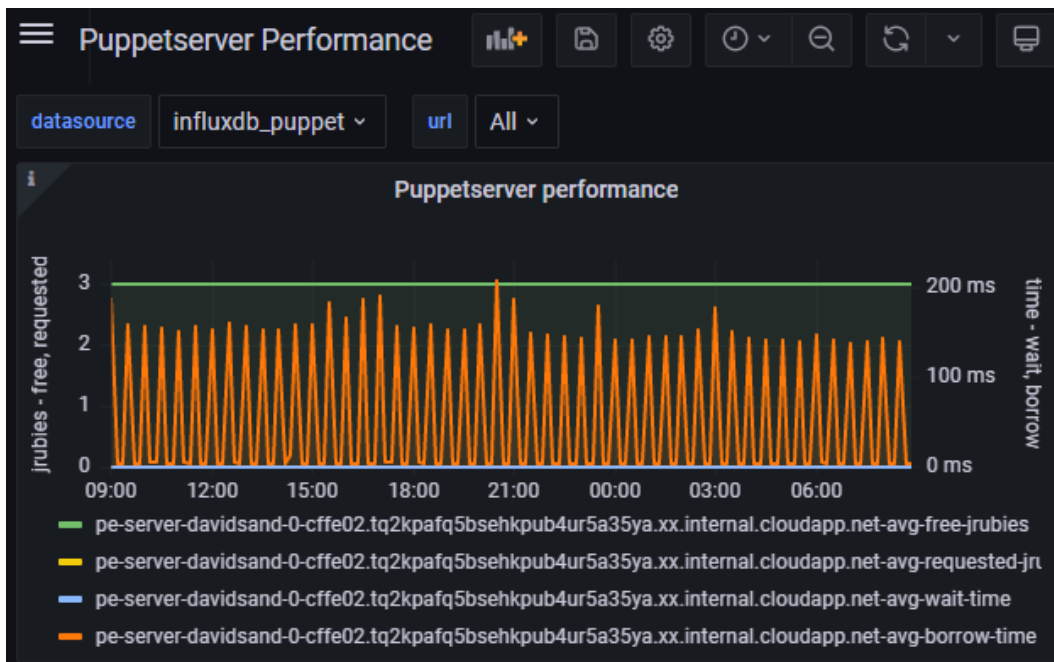 Puppetserver Performance
datasource influxdb_puppet url All
i
Puppetserver performance
jrubies - free, requested
3
2
1
0
200 ms
100 ms
0 ms
time - wait, borrow
09:00 12:00 15:00 18:00 21:00 00:00 03:00 06:00
pe-server-davidsand-0-cffe02.tq2kpafq5bsehkpub4ur5a35ya.xx.internal.cloudapp.net-avg-free-jrubies
pe-server-davidsand-0-cffe02.tq2kpafq5bsehkpub4ur5a35ya.xx.internal.cloudapp.net-avg-requested-jru
pe-server-davidsand-0-cffe02.tq2kpafq5bsehkpub4ur5a35ya.xx.internal.cloudapp.net-avg-wait-time
pe-server-davidsand-0-cffe02.tq2kpafq5bsehkpub4ur5a35ya.xx.internal.cloudapp.net-avg-borrow-time